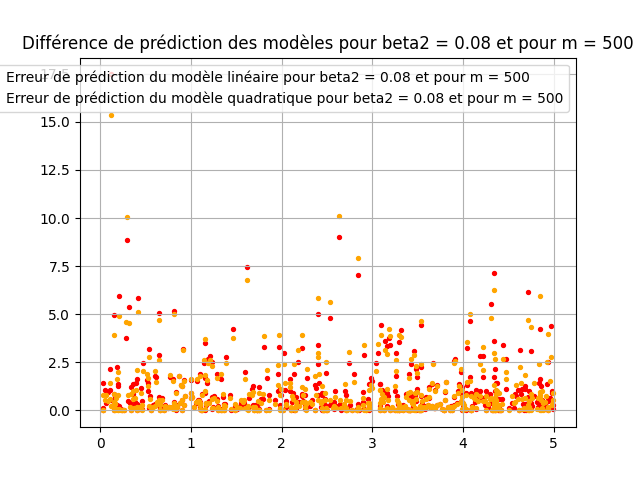 Différence de prédiction des modèles pour beta2 = 0.08 et pour m = 500
17.5
Erreur de prédiction du modèle linéaire pour beta2 = 0.08 et pour m = 500
Erreur de prédiction du modèle quadratique pour beta2 = 0.08 et pour m = 500
15.0
12.5
10.0
7.5
5.0
2.5
0.0
0 1 2 3 4 5